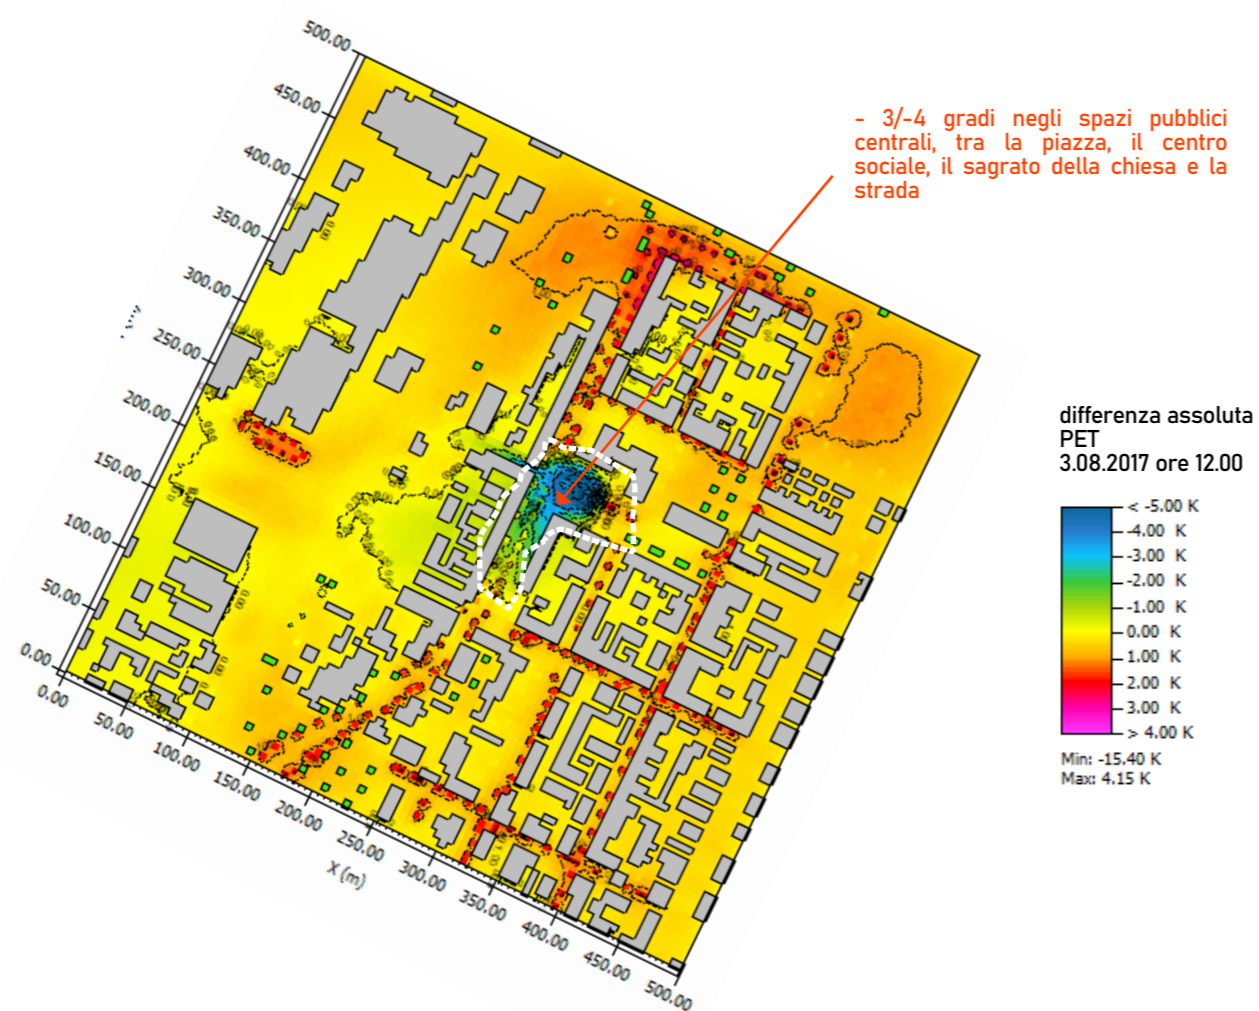 - 3/-4 gradi negli spazi pubblici
centrali, tra la piazza, il centro
sociale, il sagrato della chiesa e la
strada
500.00
450.00
400.00
350.00
300.00
250.00
200.00
150.00
100.00
50.00
0.00
0.00
50.00
100.00
150.00
200.00
250.00
300.00
350.00
400.00
450.00
500.00
X (m)
differenza assoluta
PET
3.08.2017 ore 12.00
< -5.00 K
-4.00 K
-3.00 K
-2.00 K
-1.00 K
0.00 K
1.00 K
2.00 K
3.00 K
> 4.00 K
Min: -15.40 K
Max: 4.15 K